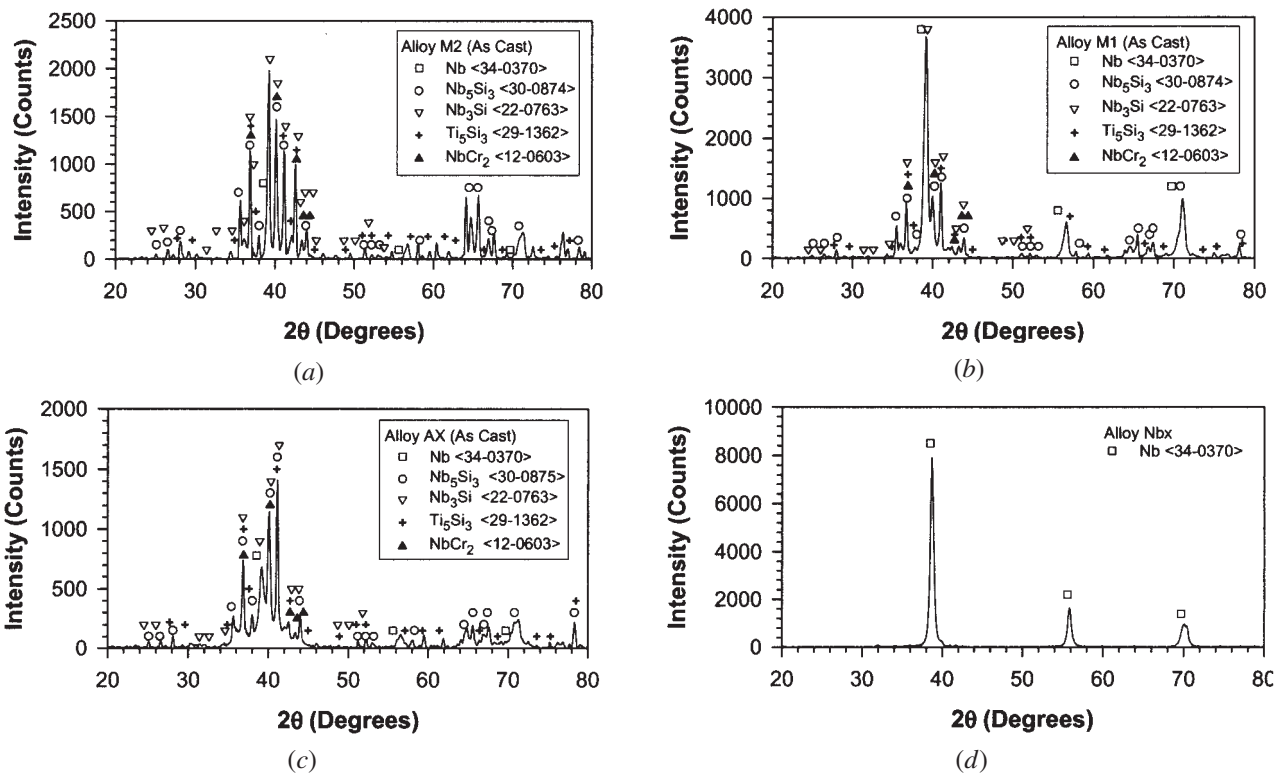 2500
2000
1500
1000
500
0
20 30 40 50 60 70 80
Intensity (Counts)
2θ (Degrees)
Alloy M2 (As Cast)
□ Nb <34-0370>
○ Nb₅Si₃ <30-0874>
▽ Nb₃Si <22-0763>
+ Ti₅Si₃ <29-1362>
▲ NbCr₂ <12-0603>
(a)
4000
3000
2000
1000
0
20 30 40 50 60 70 80
Intensity (Counts)
2θ (Degrees)
Alloy M1 (As Cast)
□ Nb <34-0370>
○ Nb₅Si₃ <30-0874>
▽ Nb₃Si <22-0763>
+ Ti₅Si₃ <29-1362>
▲ NbCr₂ <12-0603>
(b)
2000
1500
1000
500
0
20 30 40 50 60 70 80
Intensity (Counts)
2θ (Degrees)
Alloy AX (As Cast)
□ Nb <34-0370>
○ Nb₅Si₃ <30-0875>
▽ Nb₃Si <22-0763>
+ Ti₅Si₃ <29-1362>
▲ NbCr₂ <12-0603>
(c)
10000
8000
6000
4000
2000
0
20 30 40 50 60 70 80
Intensity (Counts)
2θ (Degrees)
Alloy Nbx
□ Nb <34-0370>
(d)